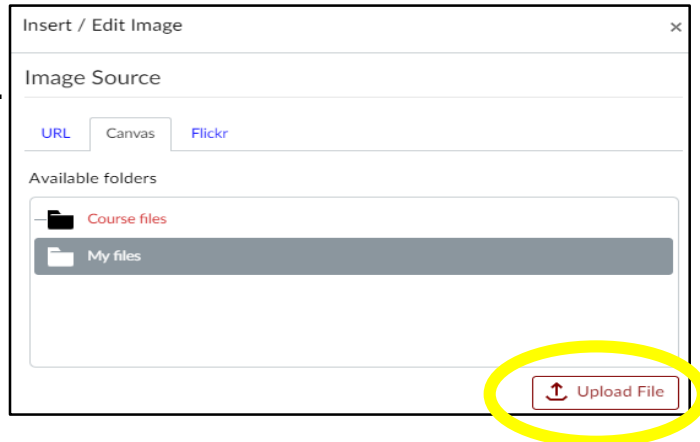 Insert / Edit Image ×
Image Source
URL Canvas Flickr
Available folders
Course files
My files
Upload File